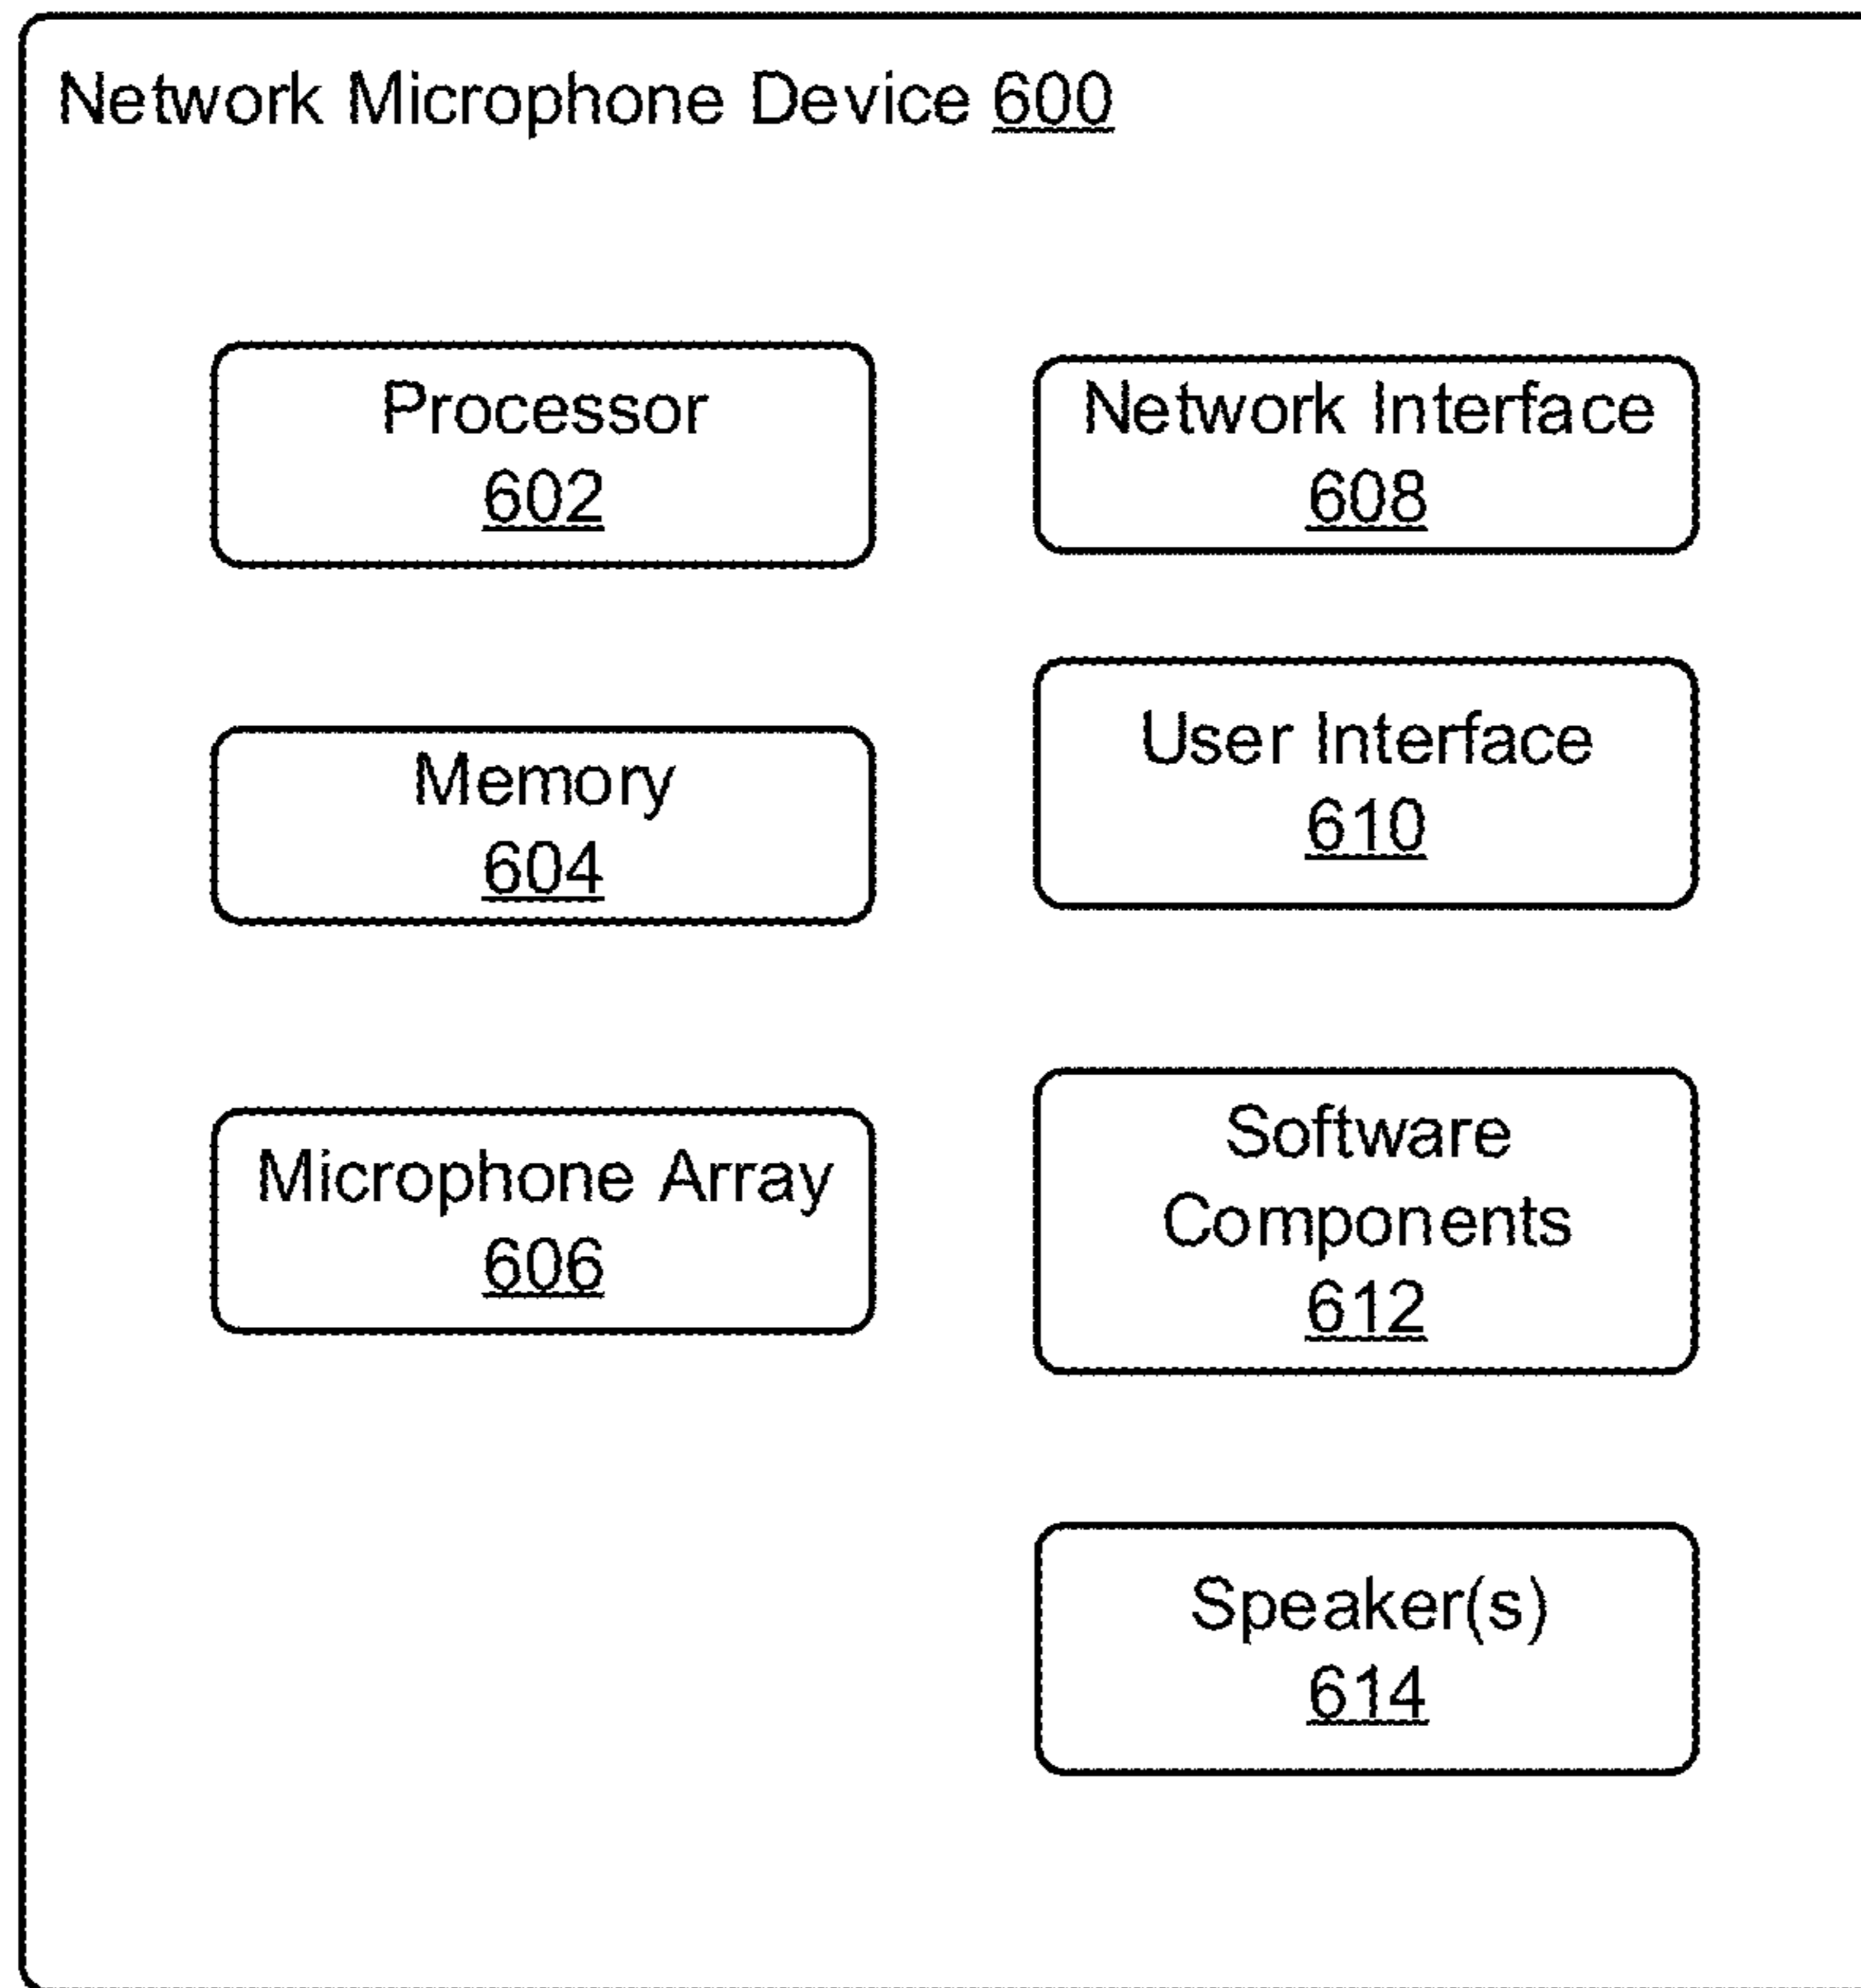 Network Microphone Device 600
Processor
602
Memory
604
Microphone Array
606
Network Interface
608
User Interface
610
Software
Components
612
Speaker(s)
614